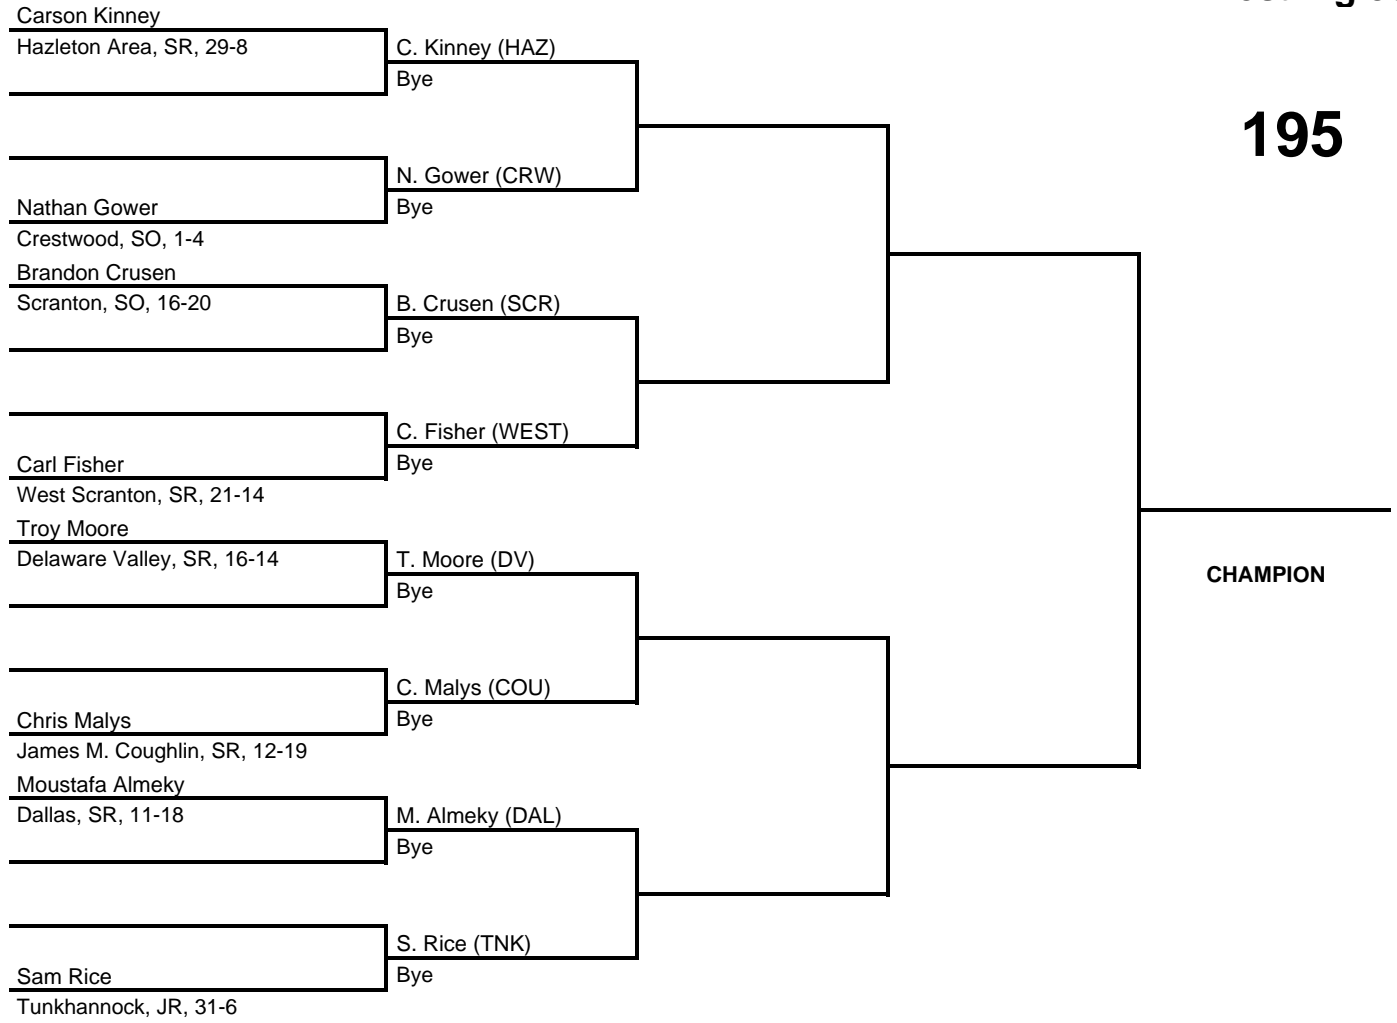 Carson Kinney
Hazleton Area, SR, 29-8
C. Kinney (HAZ)
Bye
195
N. Gower (CRW)
Bye
Nathan Gower
Crestwood, SO, 1-4
Brandon Crusen
Scranton, SO, 16-20
B. Crusen (SCR)
Bye
C. Fisher (WEST)
Bye
Carl Fisher
West Scranton, SR, 21-14
Troy Moore
Delaware Valley, SR, 16-14
T. Moore (DV)
Bye
CHAMPION
C. Malys (COU)
Bye
Chris Malys
James M. Coughlin, SR, 12-19
Moustafa Almeky
Dallas, SR, 11-18
M. Almeky (DAL)
Bye
S. Rice (TNK)
Bye
Sam Rice
Tunkhannock, JR, 31-6